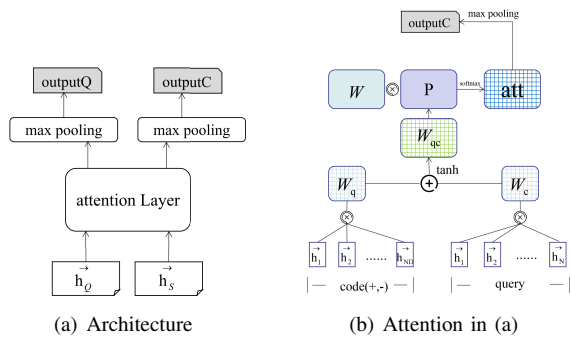 outputQ outputC
max pooling max pooling
attention Layer
h_Q h_S
(a) Architecture
outputC max pooling
W ⊗ P softmax att
W_qc
tanh
W_q + W_c
⊗ ⊗
h_1 h_2 ...... h_ND h_1 h_2 ...... h_N
code(+,-) query
(b) Attention in (a)